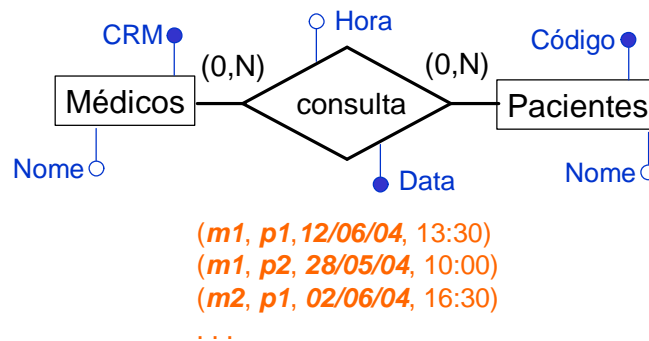 Hora
CRM
Código
(0,N)
(0,N)
Médicos
consulta
Pacientes
Nome
Data
Nome
(m1, p1,12/06/04, 13:30)
(m1, p2, 28/05/04, 10:00)
(m2, p1, 02/06/04, 16:30)
. . .